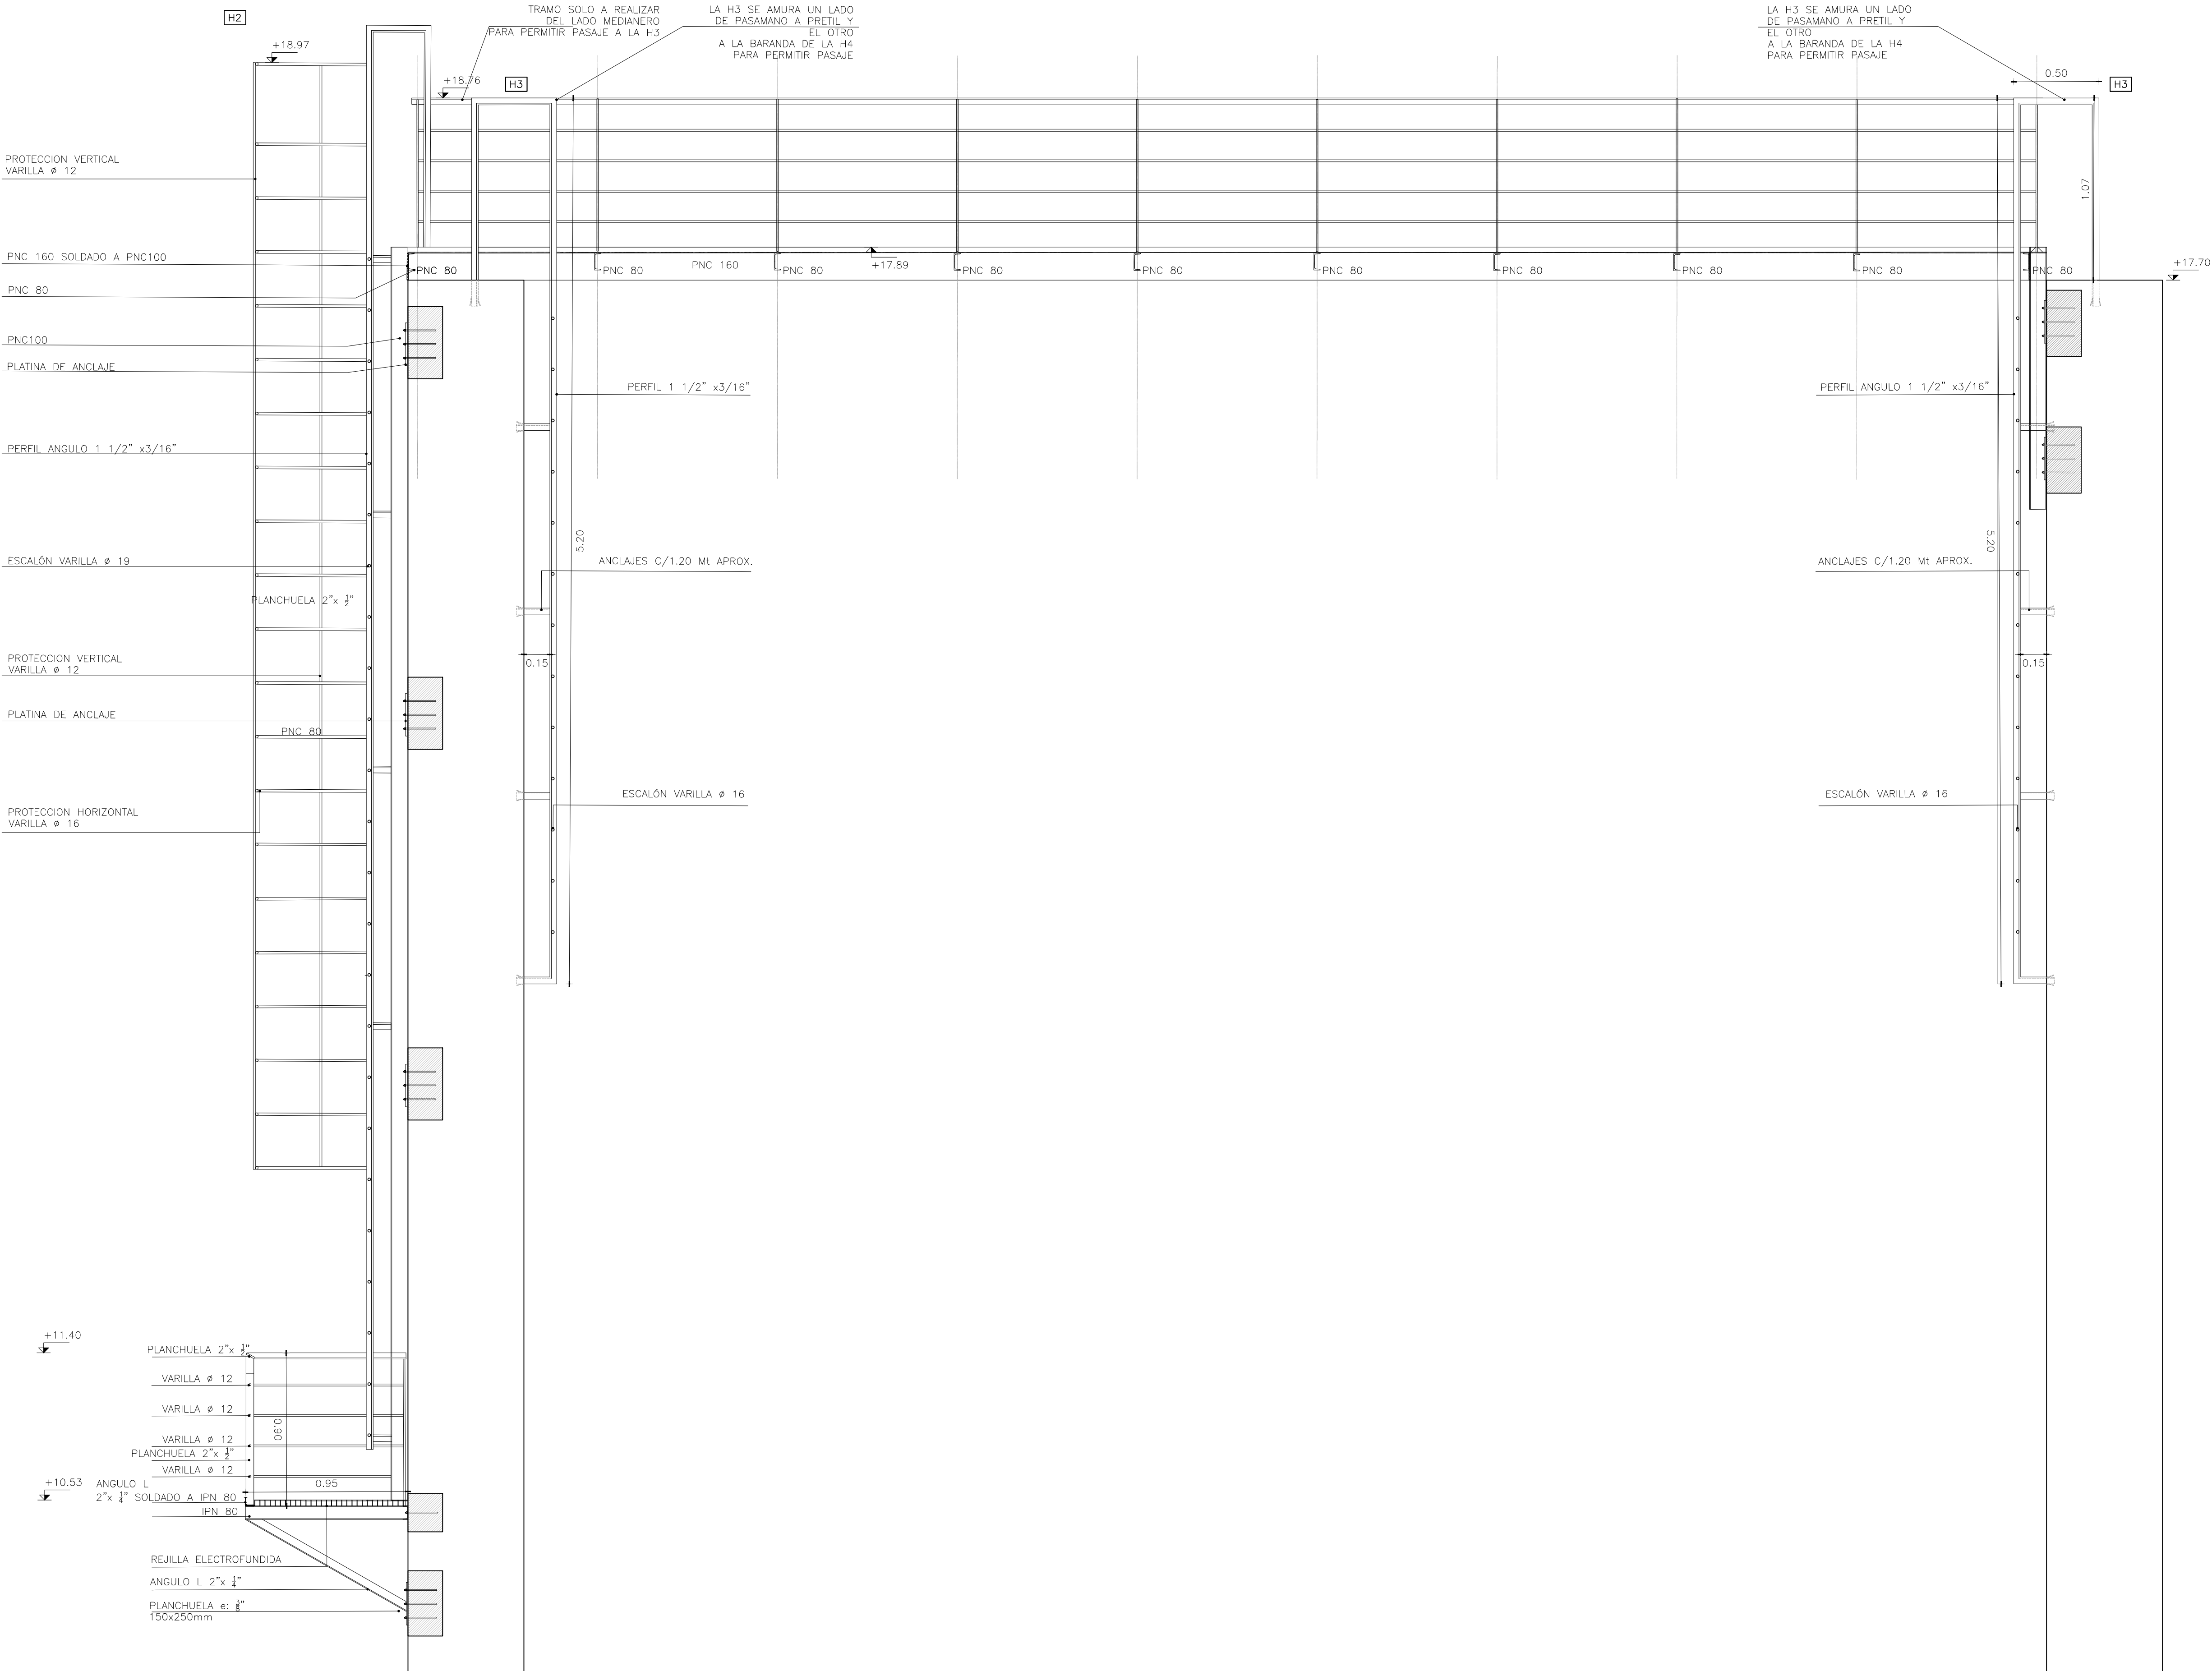 H2
TRAMO SOLO A REALIZAR
DEL LADO MEDIANERO
PARA PERMITIR PASAJE A LA H3
LA H3 SE AMURA UN LADO
DE PASAMANO A PRETIL Y
EL OTRO
A LA BARANDA DE LA H4
PARA PERMITIR PASAJE
LA H3 SE AMURA UN LADO
DE PASAMANO A PRETIL Y
EL OTRO
A LA BARANDA DE LA H4
PARA PERMITIR PASAJE
+18.97
+18.76
H3
0.50
H3
PROTECCION VERTICAL
VARILLA ø 12
1.07
PNC 160 SOLDADO A PNC100
PNC 80
PNC 80
PNC 160
PNC 80
+17.89
PNC 80
PNC 80
PNC 80
PNC 80
PNC 80
PNC 80
PNC 80
+17.70
PNC 80
PNC100
PLATINA DE ANCLAJE
PERFIL 1 1/2" x3/16"
PERFIL ANGULO 1 1/2" x3/16"
PERFIL ANGULO 1 1/2" x3/16"
5.20
5.20
ESCALÓN VARILLA ø 19
ANCLAJES C/1.20 Mt APROX.
ANCLAJES C/1.20 Mt APROX.
PLANCHUELA 2"x 1/2"
PROTECCION VERTICAL
VARILLA ø 12
0.15
0.15
PLATINA DE ANCLAJE
PNC 80
ESCALÓN VARILLA ø 16
ESCALÓN VARILLA ø 16
PROTECCION HORIZONTAL
VARILLA ø 16
+11.40
PLANCHUELA 2"x 1/2"
VARILLA ø 12
VARILLA ø 12
0.90
VARILLA ø 12
PLANCHUELA 2"x 1/2"
VARILLA ø 12
+10.53
ANGULO L
2"x 1/4" SOLDADO A IPN 80
0.95
IPN 80
REJILLA ELECTROFUNDIDA
ANGULO L 2"x 1/4"
PLANCHUELA e: 3/8"
150x250mm